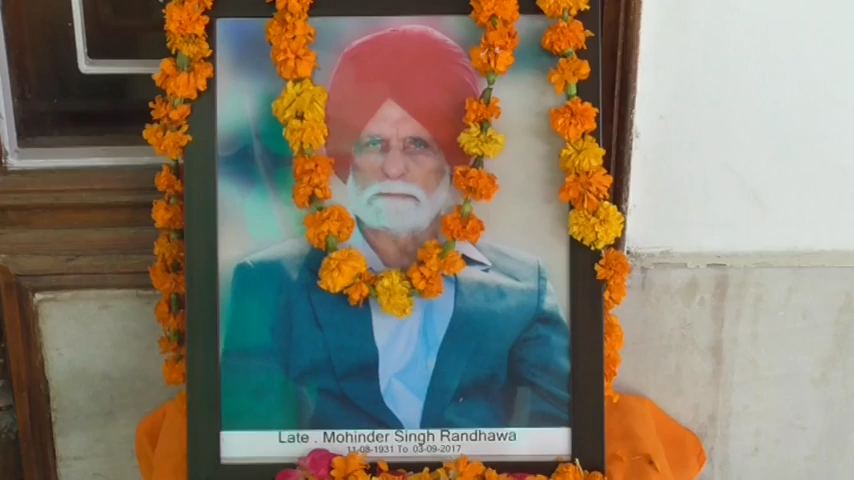 Late . Mohinder Singh Randhawa
11-08-1931 To 03-09-2017